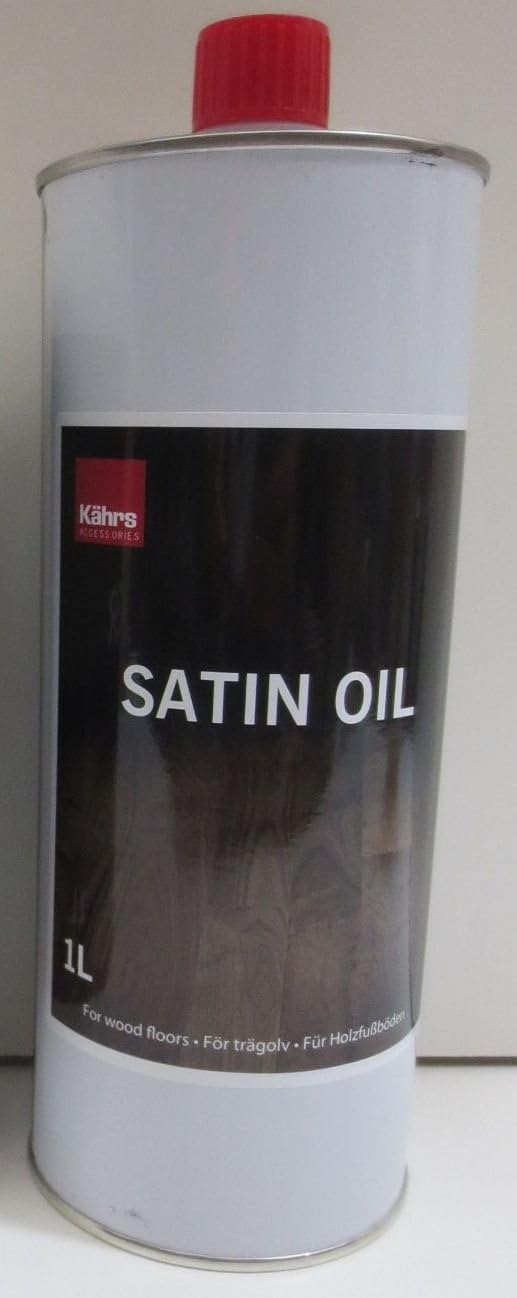 Kährs
ACCESSORIES
SATIN OIL
1L
For wood floors • För trägolv • Für Holzfußböden